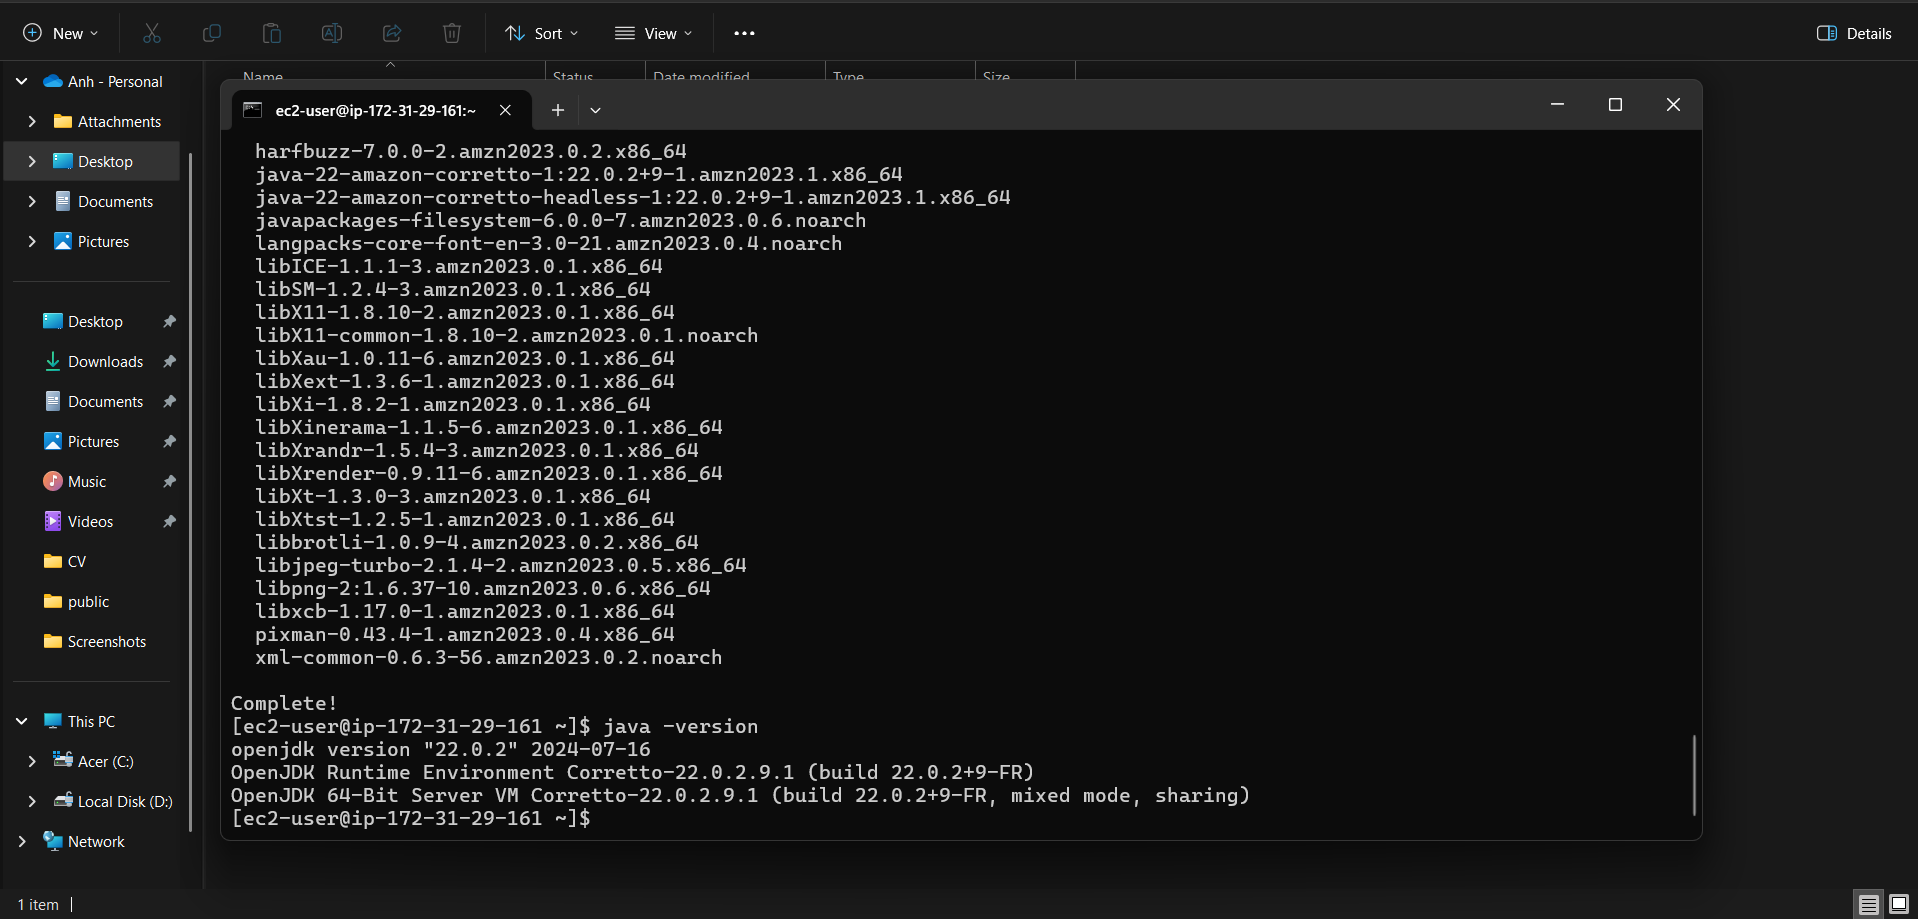 New
Sort
View
Details
Anh - Personal
Attachments
Desktop
Documents
Pictures
Desktop
Downloads
Documents
Pictures
Music
Videos
CV
public
Screenshots
This PC
Acer (C:)
Local Disk (D:)
Network
1 item
Name
Status
Date modified
Type
Size
ec2-user@ip-172-31-29-161:~
harfbuzz-7.0.0-2.amzn2023.0.2.x86_64
java-22-amazon-corretto-1:22.0.2+9-1.amzn2023.1.x86_64
java-22-amazon-corretto-headless-1:22.0.2+9-1.amzn2023.1.x86_64
javapackages-filesystem-6.0.0-7.amzn2023.0.6.noarch
langpacks-core-font-en-3.0-21.amzn2023.0.4.noarch
libICE-1.1.1-3.amzn2023.0.1.x86_64
libSM-1.2.4-3.amzn2023.0.1.x86_64
libX11-1.8.10-2.amzn2023.0.1.x86_64
libX11-common-1.8.10-2.amzn2023.0.1.noarch
libXau-1.0.11-6.amzn2023.0.1.x86_64
libXext-1.3.6-1.amzn2023.0.1.x86_64
libXi-1.8.2-1.amzn2023.0.1.x86_64
libXinerama-1.1.5-6.amzn2023.0.1.x86_64
libXrandr-1.5.4-3.amzn2023.0.1.x86_64
libXrender-0.9.11-6.amzn2023.0.1.x86_64
libXt-1.3.0-3.amzn2023.0.1.x86_64
libXtst-1.2.5-1.amzn2023.0.1.x86_64
libbrotli-1.0.9-4.amzn2023.0.2.x86_64
libjpeg-turbo-2.1.4-2.amzn2023.0.5.x86_64
libpng-2:1.6.37-10.amzn2023.0.6.x86_64
libxcb-1.17.0-1.amzn2023.0.1.x86_64
pixman-0.43.4-1.amzn2023.0.4.x86_64
xml-common-0.6.3-56.amzn2023.0.2.noarch
Complete!
[ec2-user@ip-172-31-29-161 ~]$ java -version
openjdk version "22.0.2" 2024-07-16
OpenJDK Runtime Environment Corretto-22.0.2.9.1 (build 22.0.2+9-FR)
OpenJDK 64-Bit Server VM Corretto-22.0.2.9.1 (build 22.0.2+9-FR, mixed mode, sharing)
[ec2-user@ip-172-31-29-161 ~]$